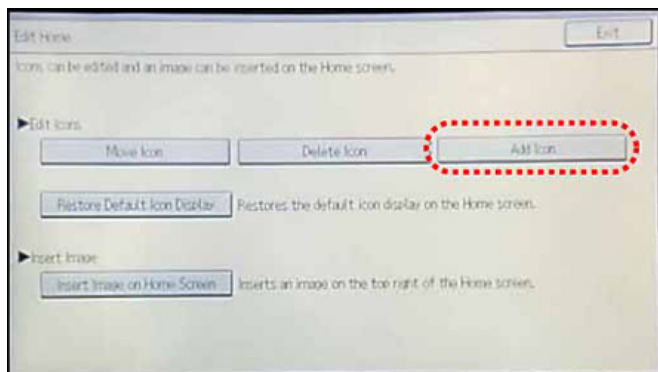 Edit Home
Exit
Icons can be edited and an image can be inserted on the Home screen.
▶Edit Icons
Move Icon
Delete Icon
Add Icon
Restore Default Icon Display
Restores the default icon display on the Home screen.
▶Insert Image
Insert Image on Home Screen
Inserts an image on the top right of the Home screen.